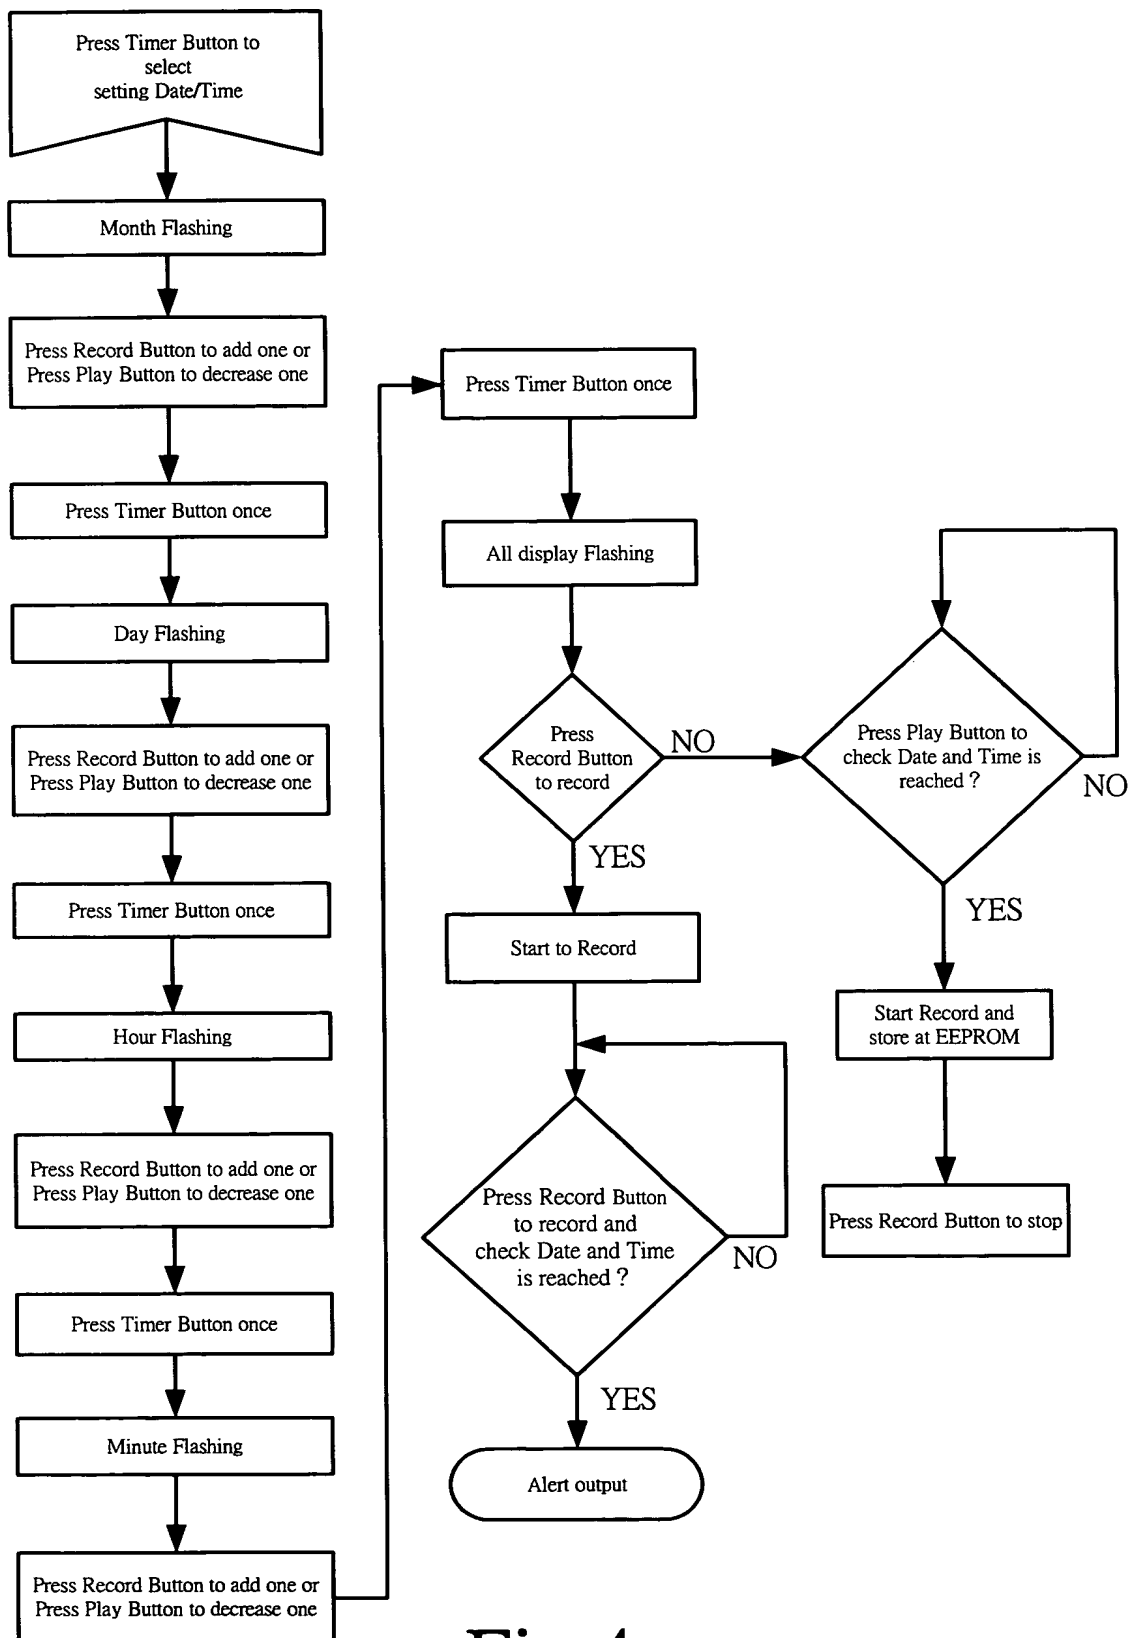 Press Timer Button to
select
setting Date/Time
Month Flashing
Press Record Button to add one or
Press Play Button to decrease one
Press Timer Button once
Day Flashing
Press Record Button to add one or
Press Play Button to decrease one
Press Timer Button once
Hour Flashing
Press Record Button to add one or
Press Play Button to decrease one
Press Timer Button once
Minute Flashing
Press Record Button to add one or
Press Play Button to decrease one
Press Timer Button once
All display Flashing
Press
Record Button
to record
NO
YES
Start to Record
Press Record Button
to record and
check Date and Time
is reached ?
NO
YES
Alert output
Press Play Button to
check Date and Time is
reached ?
NO
YES
Start Record and
store at EEPROM
Press Record Button to stop